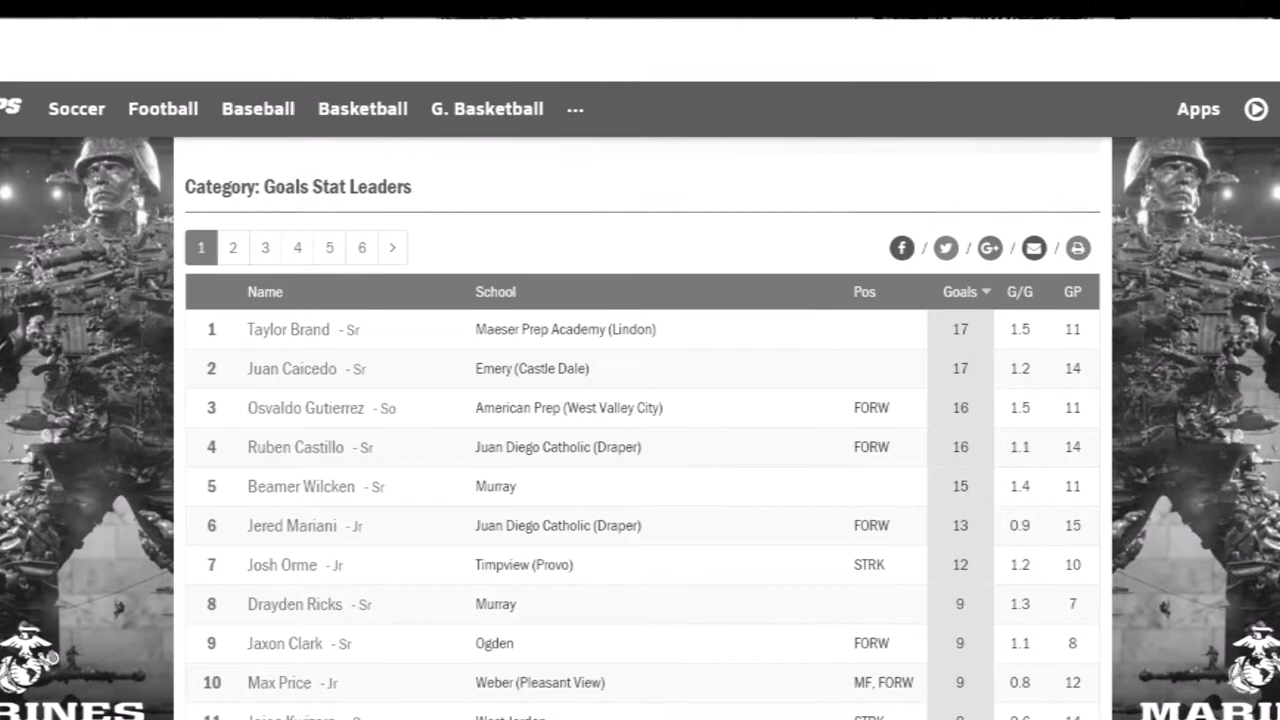 Soccer Football Baseball Basketball G. Basketball ... Apps
Category: Goals Stat Leaders
1 2 3 4 5 6 >
f / / G+ / /
Name School Pos Goals G/G GP
1 Taylor Brand - Sr Maeser Prep Academy (Lindon) 17 1.5 11
2 Juan Caicedo - Sr Emery (Castle Dale) 17 1.2 14
3 Osvaldo Gutierrez - So American Prep (West Valley City) FORW 16 1.5 11
4 Ruben Castillo - Sr Juan Diego Catholic (Draper) FORW 16 1.1 14
5 Beamer Wilcken - Sr Murray 15 1.4 11
6 Jered Mariani - Jr Juan Diego Catholic (Draper) FORW 13 0.9 15
7 Josh Orme - Jr Timpview (Provo) STRK 12 1.2 10
8 Drayden Ricks - Sr Murray 9 1.3 7
9 Jaxon Clark - Sr Ogden FORW 9 1.1 8
10 Max Price - Jr Weber (Pleasant View) MF, FORW 9 0.8 12